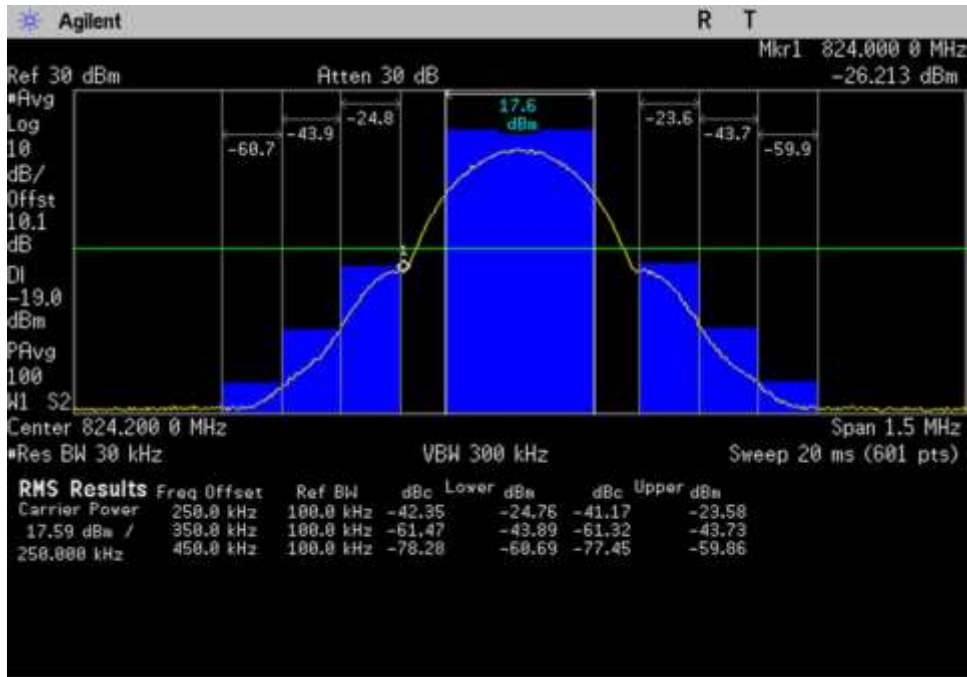 Agilent R T
Mkr1 824.000 0 MHz
Ref 30 dBm Atten 30 dB -26.213 dBm
#Avg
Log
10
dB/
Offst
10.1
dB
DI
-19.0
dBm
PAvg
100
W1 S2
-60.7 -43.9 -24.8 17.6 dBm -23.6 -43.7 -59.9
1
Center 824.200 0 MHz Span 1.5 MHz
#Res BW 30 kHz VBW 300 kHz Sweep 20 ms (601 pts)
RMS Results Freq Offset Ref BW dBc Lower dBm dBc Upper dBm
Carrier Power 250.0 kHz 100.0 kHz -42.35 -24.76 -41.17 -23.58
17.59 dBm / 350.0 kHz 100.0 kHz -61.47 -43.89 -61.32 -43.73
250.000 kHz 450.0 kHz 100.0 kHz -78.28 -60.69 -77.45 -59.86